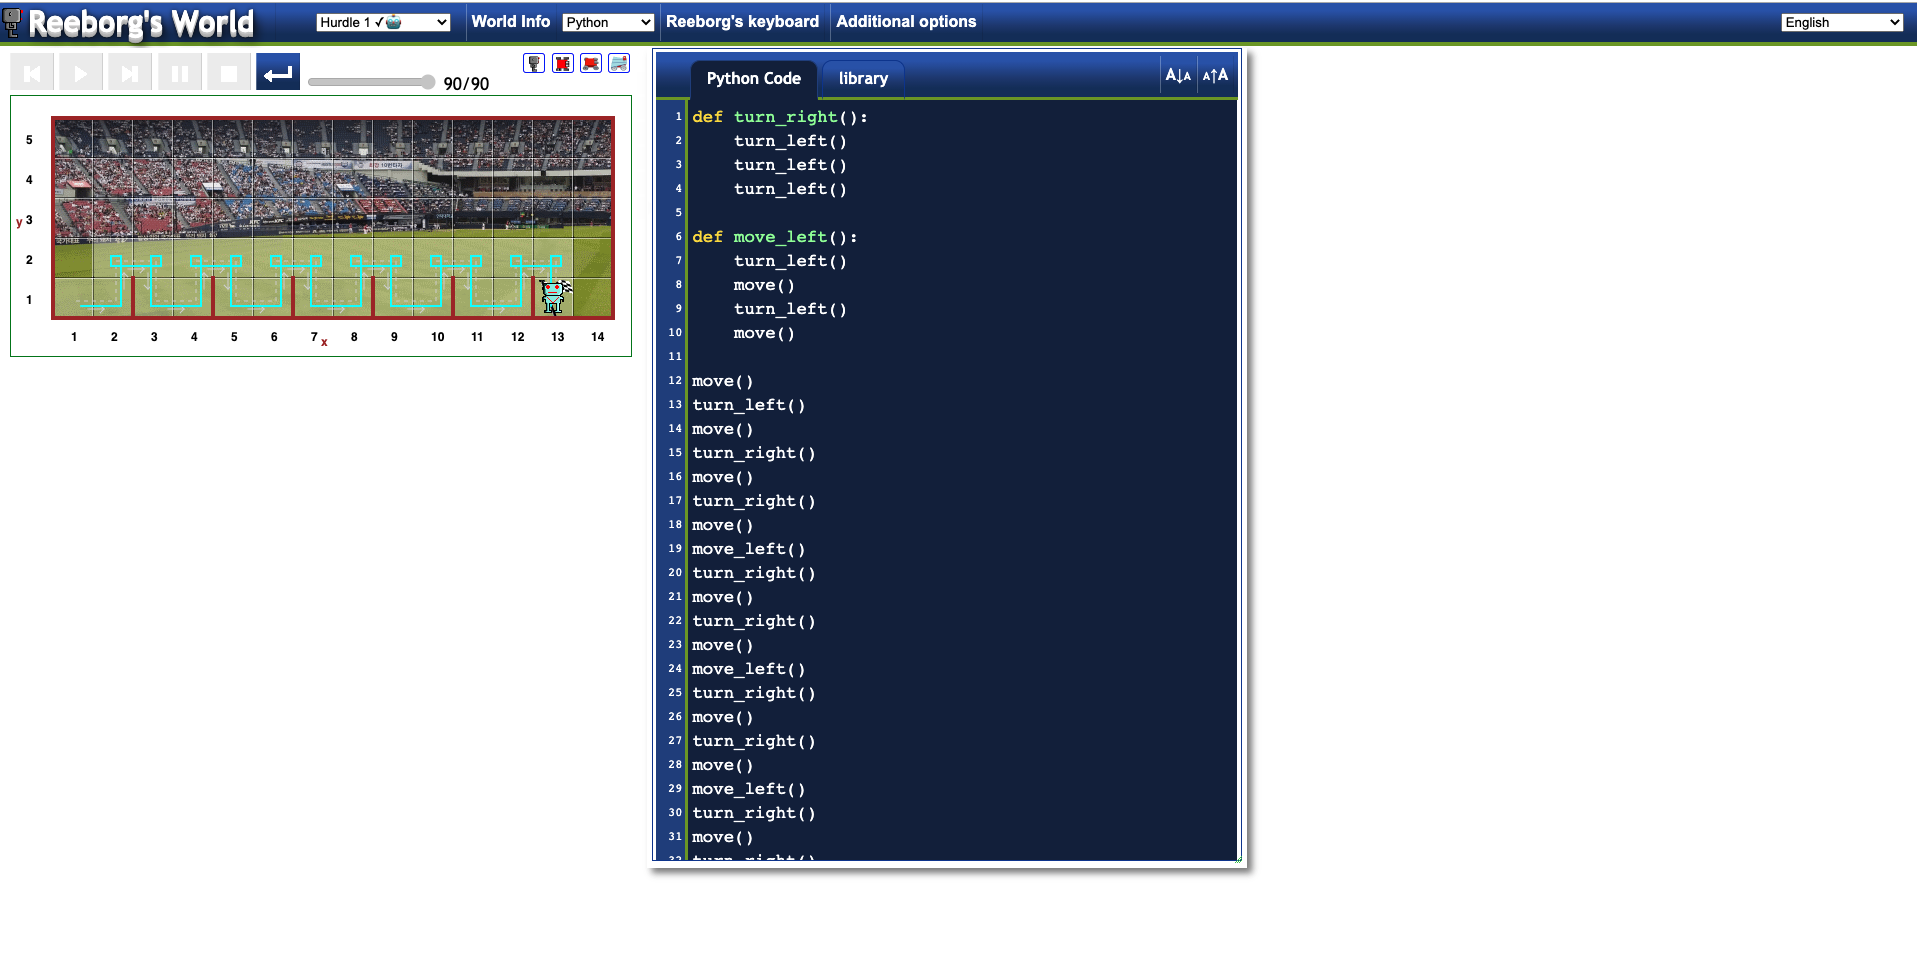 Reeborg's World
Hurdle 1 ✓🤖
World Info
Python
Reeborg's keyboard
Additional options
English
90/90
Python Code
library
A↓A
A↑A
5
4
y 3
2
1
1 2 3 4 5 6 7 x 8 9 10 11 12 13 14
1 def turn_right():
2     turn_left()
3     turn_left()
4     turn_left()
5
6 def move_left():
7     turn_left()
8     move()
9     turn_left()
10     move()
11
12 move()
13 turn_left()
14 move()
15 turn_right()
16 move()
17 turn_right()
18 move()
19 move_left()
20 turn_right()
21 move()
22 turn_right()
23 move()
24 move_left()
25 turn_right()
26 move()
27 turn_right()
28 move()
29 move_left()
30 turn_right()
31 move()
32 turn_right()